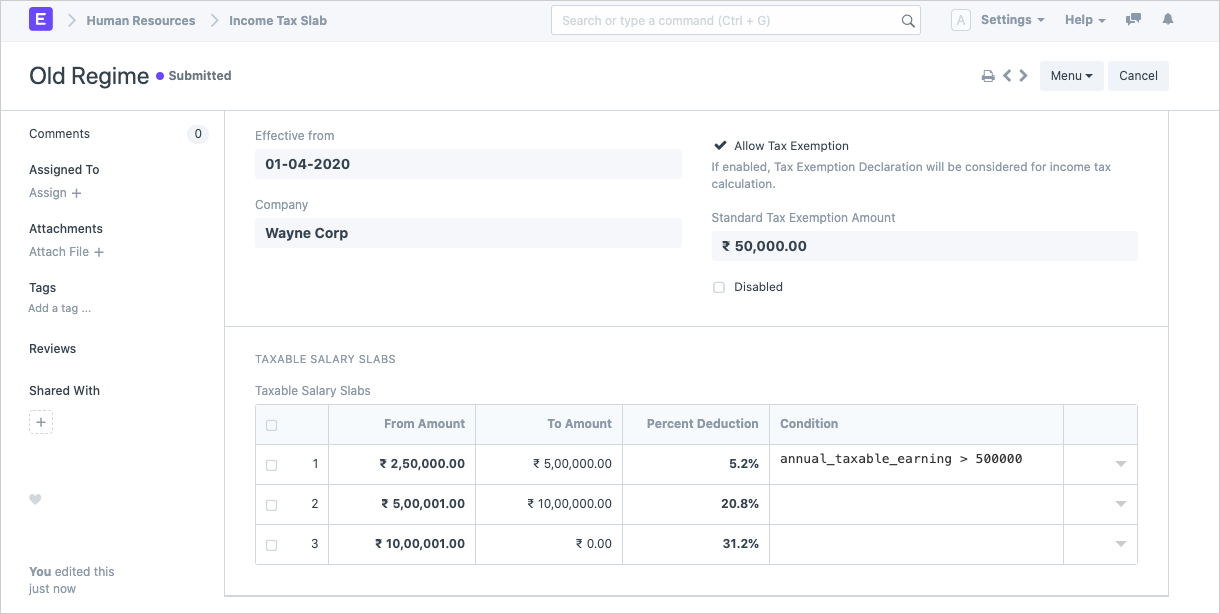 E Human Resources Income Tax Slab Search or type a command (Ctrl + G) A Settings Help
Old Regime Submitted Menu Cancel
Comments 0
Assigned To
Assign +
Attachments
Attach File +
Tags
Add a tag ...
Reviews
Shared With
+
You edited this
just now
Effective from
01-04-2020
Company
Wayne Corp
Allow Tax Exemption
If enabled, Tax Exemption Declaration will be considered for income tax
calculation.
Standard Tax Exemption Amount
₹ 50,000.00
Disabled
TAXABLE SALARY SLABS
Taxable Salary Slabs
From Amount To Amount Percent Deduction Condition
1 ₹ 2,50,000.00 ₹ 5,00,000.00 5.2% annual_taxable_earning > 500000
2 ₹ 5,00,001.00 ₹ 10,00,000.00 20.8%
3 ₹ 10,00,001.00 ₹ 0.00 31.2%